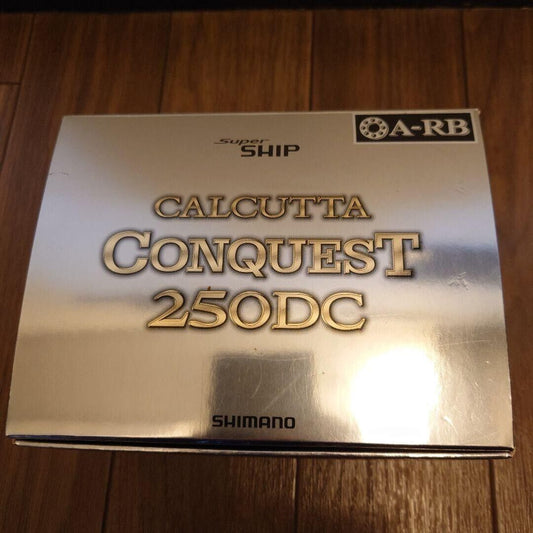 A-RB
Super
SHIP
CALCUTTA
CONQUEST
250DC
SHIMANO